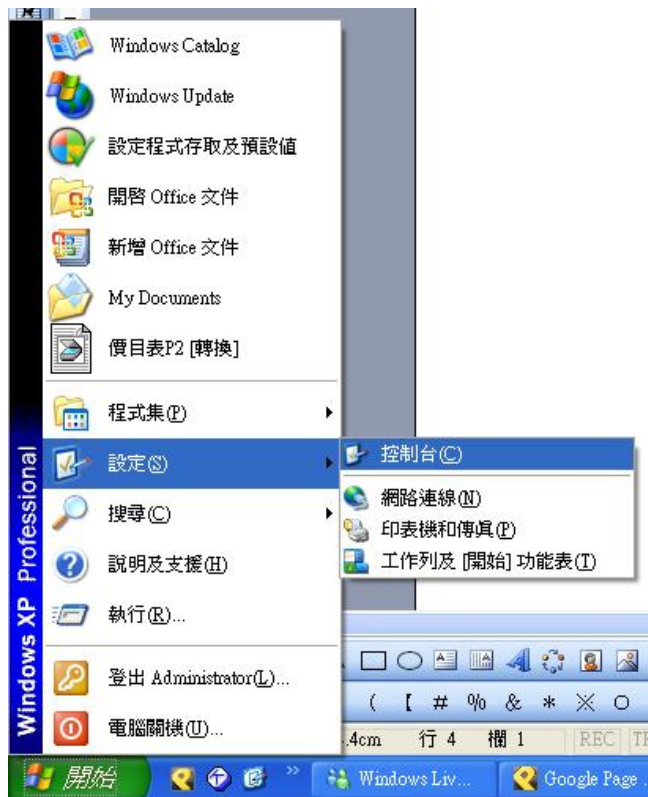 Windows Catalog
Windows Update
設定程式存取及預設值
開啓 Office 文件
新增 Office 文件
My Documents
價目表P2 [轉換]
程式集(P)
設定(S)
控制台(C)
搜尋(C)
網路連線(N)
印表機和傳眞(P)
說明及支援(H)
工作列及 [開始] 功能表(T)
執行(R)...
登出 Administrator(L)...
電腦關機(U)...
Windows XP Professional
( 【 # % & * ※ ○
.4cm 行 4 欄 1 REC
開始 Windows Liv... Google Page